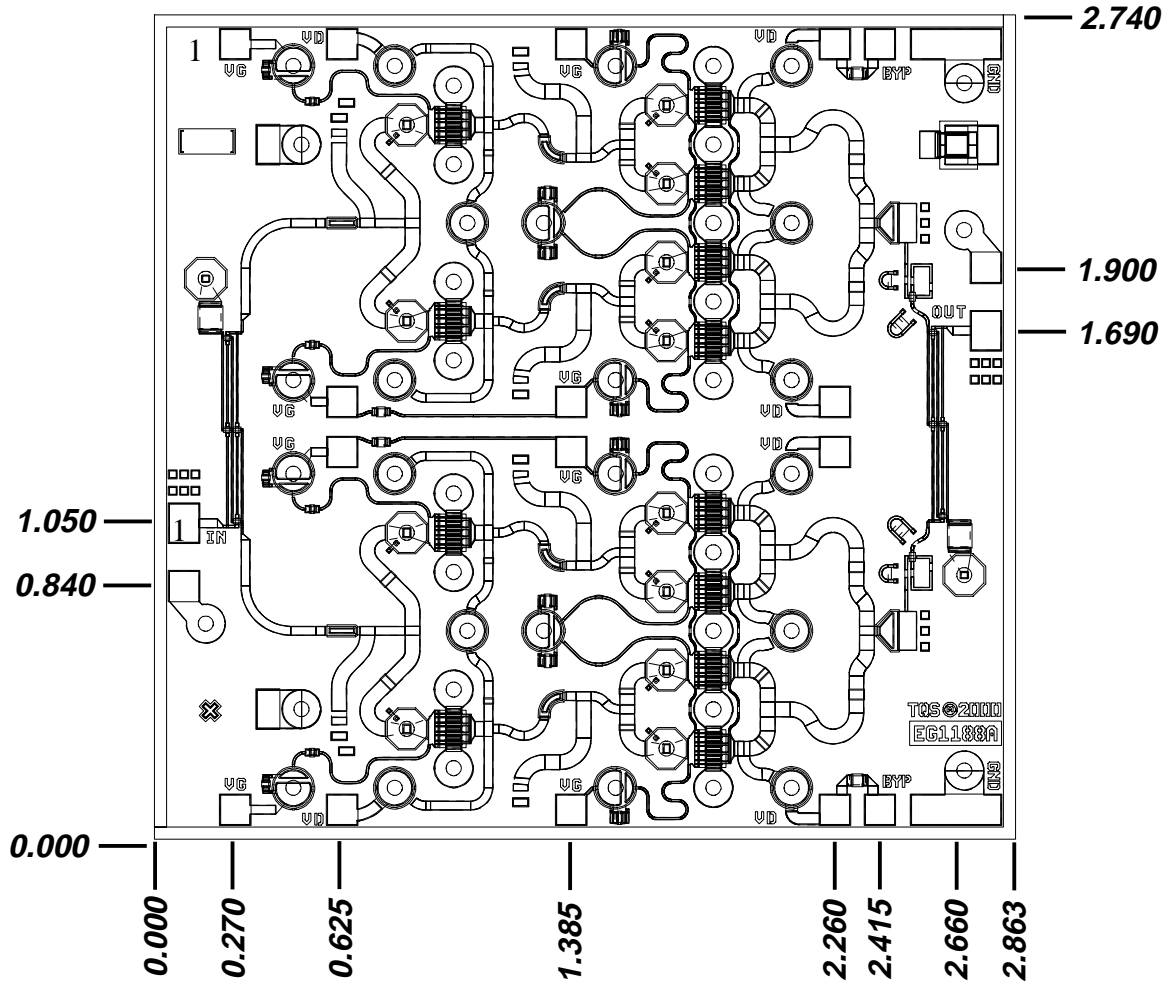 2.740
1 VG VD VG VD BYP GND
1.900
OUT
1.690
VG VG VD
VG VG VD
1.050
1 IN
0.840
TQS
EG1188A
VG VD VG VD BYP GND
0.000
0.000 0.270 0.625 1.385 2.260 2.415 2.660 2.863